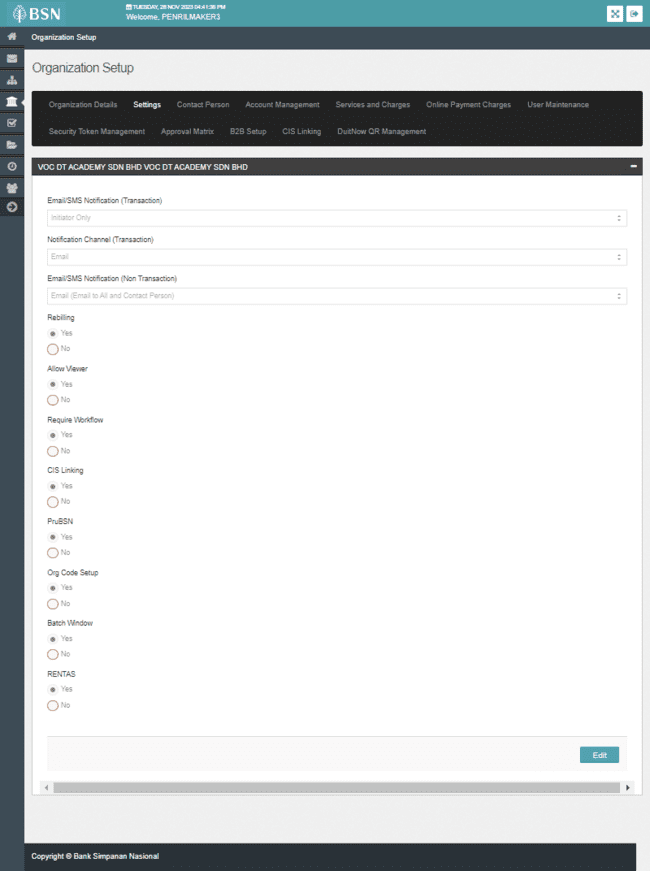 BSN
TUESDAY, 28 NOV 2023 04:41:36 PM
Welcome, PENRILMAKER3
Organization Setup
Organization Setup
Organization Details Settings Contact Person Account Management Services and Charges Online Payment Charges User Maintenance
Security Token Management Approval Matrix B2B Setup CIS Linking DuitNow QR Management
VOC DT ACADEMY SDN BHD VOC DT ACADEMY SDN BHD
Email/SMS Notification (Transaction)
Initiator Only
Notification Channel (Transaction)
Email
Email/SMS Notification (Non Transaction)
Email (Email to All and Contact Person)
Rebilling
Yes
No
Allow Viewer
Yes
No
Require Workflow
Yes
No
CIS Linking
Yes
No
PruBSN
Yes
No
Org Code Setup
Yes
No
Batch Window
Yes
No
RENTAS
Yes
No
Edit
Copyright © Bank Simpanan Nasional